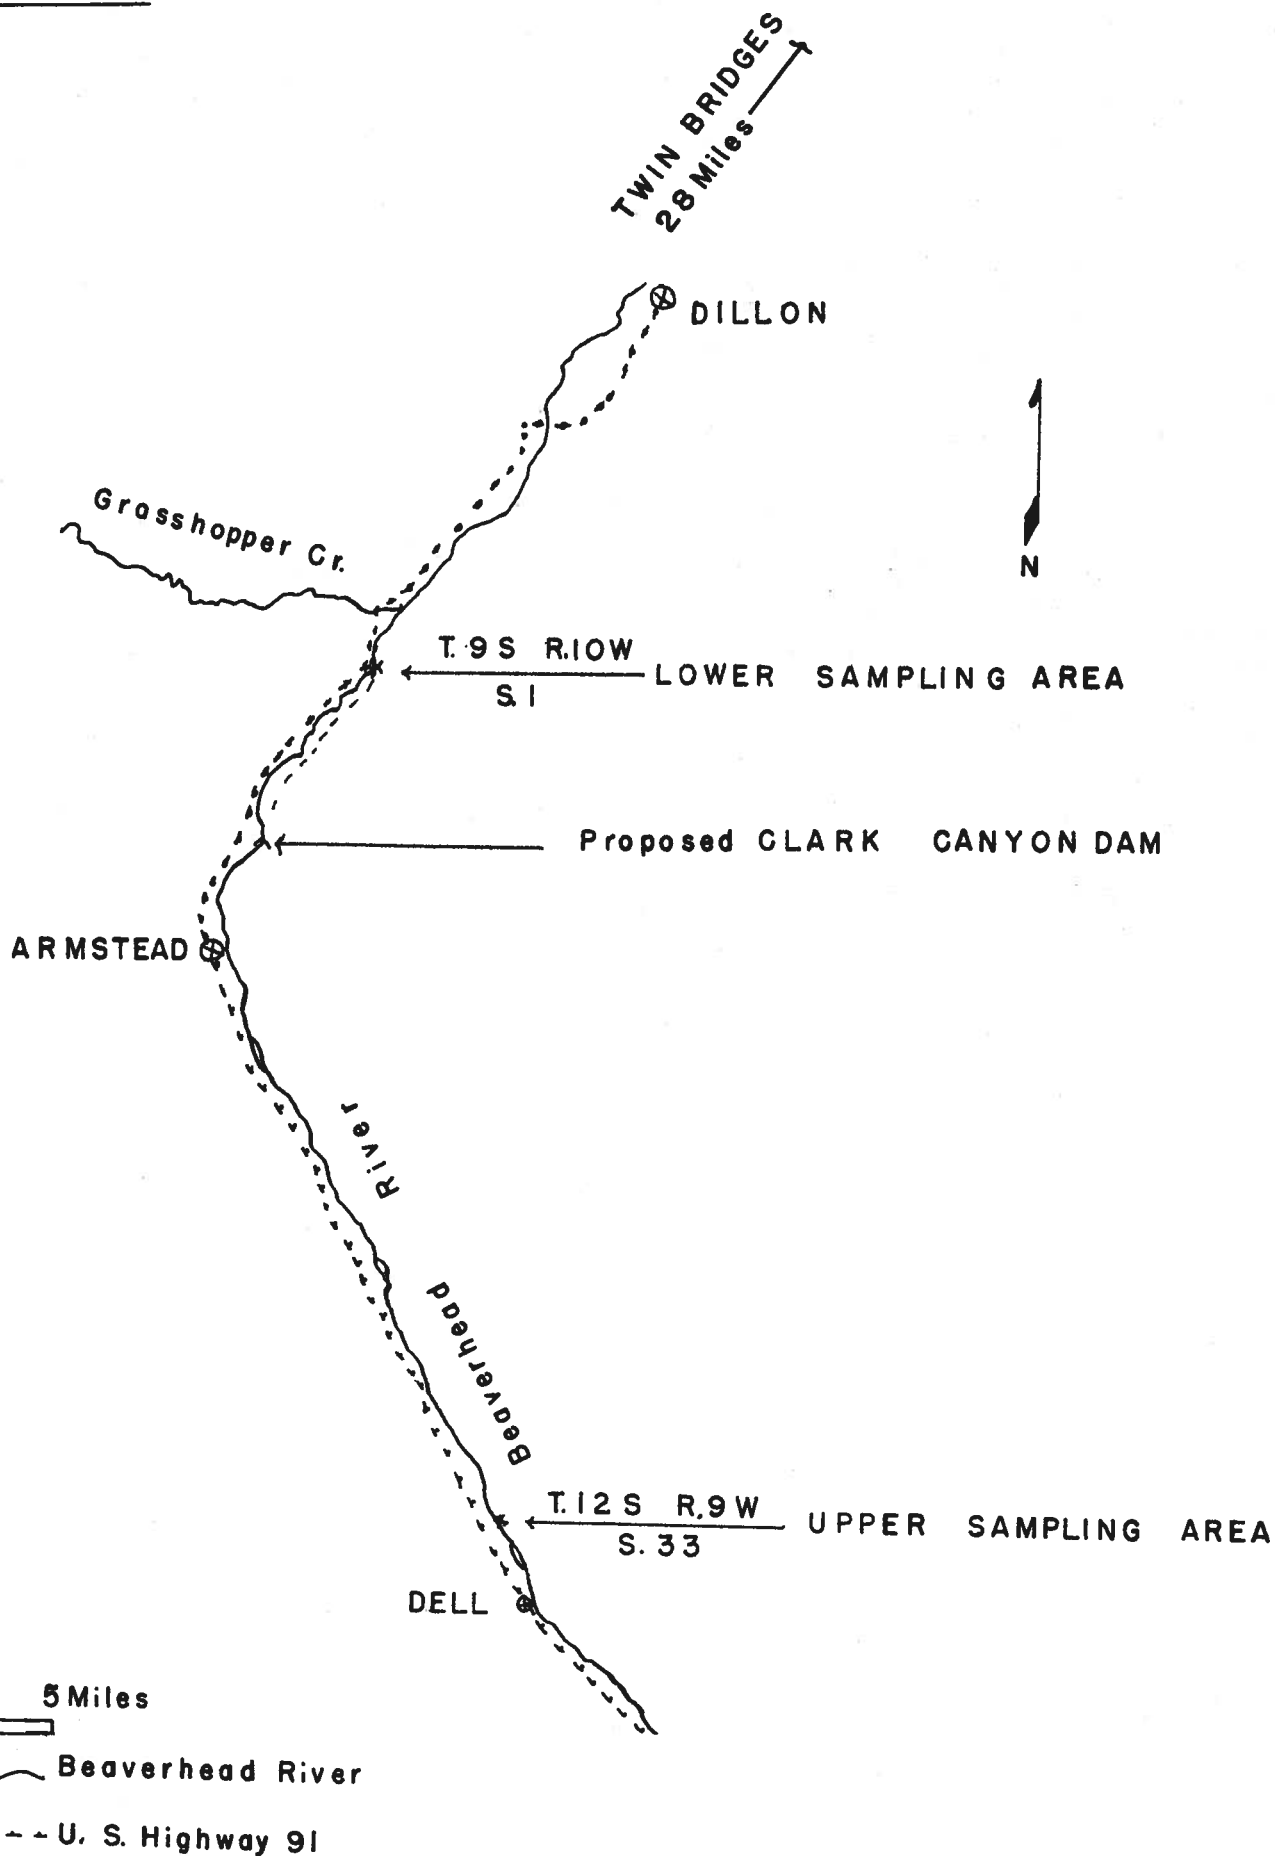 TWIN BRIDGES
28 Miles
DILLON
Grasshopper Cr.
N
T. 9 S R.10W
S. 1
LOWER SAMPLING AREA
Proposed CLARK CANYON DAM
ARMSTEAD
Beaverhead River
T.12 S R.9 W
S. 33
UPPER SAMPLING AREA
DELL
5 Miles
Beaverhead River
U. S. Highway 91